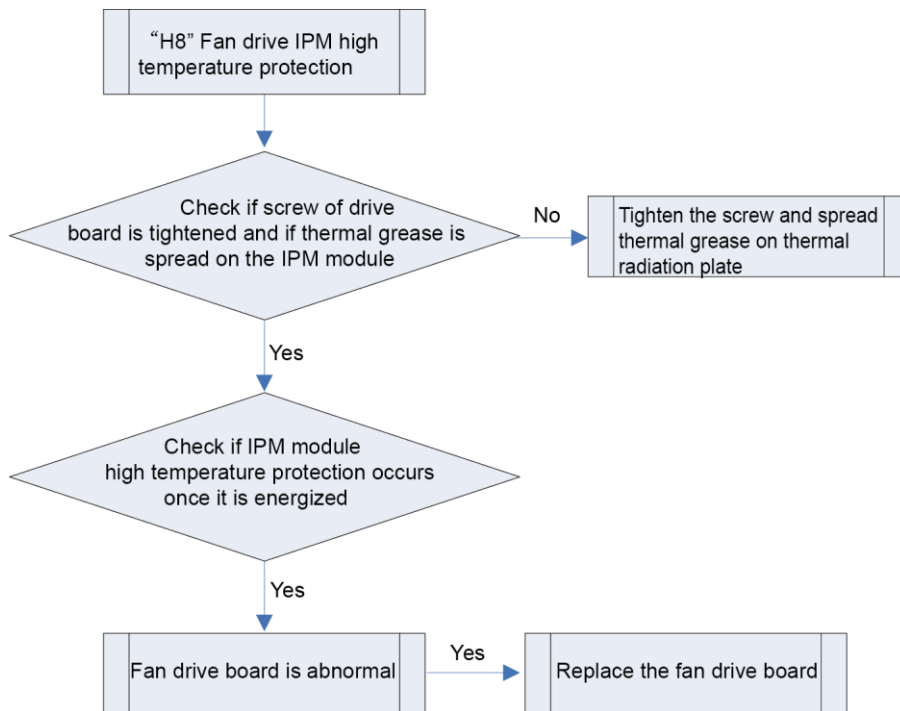 “H8” Fan drive IPM high
temperature protection
Check if screw of drive
board is tightened and if thermal grease is
spread on the IPM module
No
Tighten the screw and spread
thermal grease on thermal
radiation plate
Yes
Check if IPM module
high temperature protection occurs
once it is energized
Yes
Fan drive board is abnormal
Yes
Replace the fan drive board